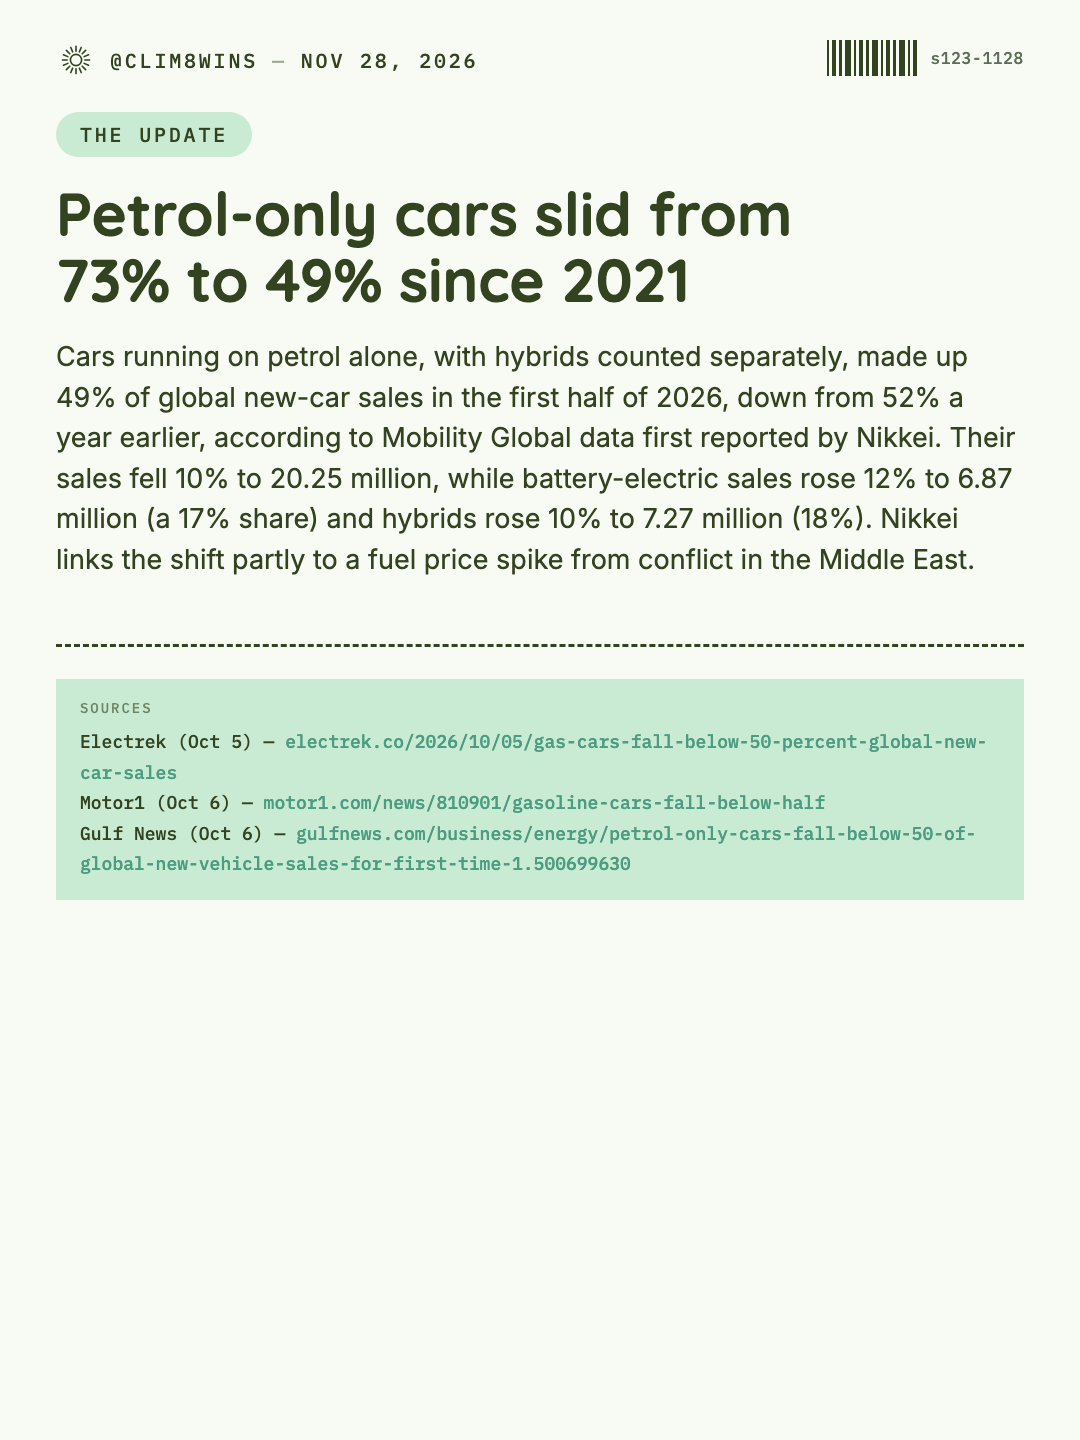 @CLIM8WINS — NOV 28, 2026
s123-1128
THE UPDATE
Petrol-only cars slid from
73% to 49% since 2021
Cars running on petrol alone, with hybrids counted separately, made up
49% of global new-car sales in the first half of 2026, down from 52% a
year earlier, according to Mobility Global data first reported by Nikkei. Their
sales fell 10% to 20.25 million, while battery-electric sales rose 12% to 6.87
million (a 17% share) and hybrids rose 10% to 7.27 million (18%). Nikkei
links the shift partly to a fuel price spike from conflict in the Middle East.
SOURCES
Electrek (Oct 5) — electrek.co/2026/10/05/gas-cars-fall-below-50-percent-global-new-
car-sales
Motor1 (Oct 6) — motor1.com/news/810901/gasoline-cars-fall-below-half
Gulf News (Oct 6) — gulfnews.com/business/energy/petrol-only-cars-fall-below-50-of-
global-new-vehicle-sales-for-first-time-1.500699630